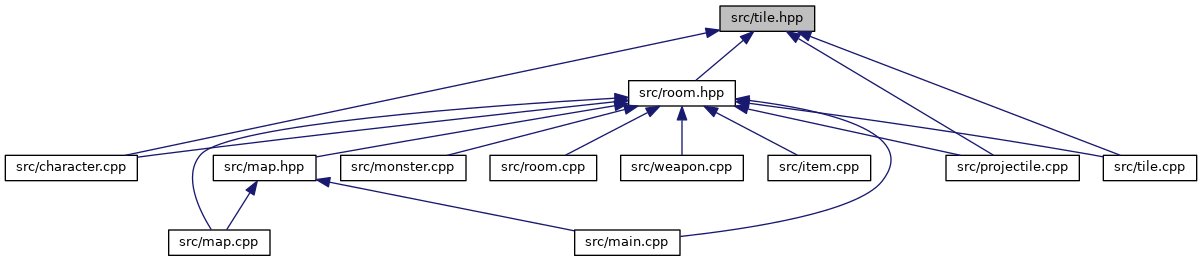 src/tile.hpp
src/room.hpp
src/character.cpp
src/map.hpp
src/monster.cpp
src/room.cpp
src/weapon.cpp
src/item.cpp
src/projectile.cpp
src/tile.cpp
src/map.cpp
src/main.cpp